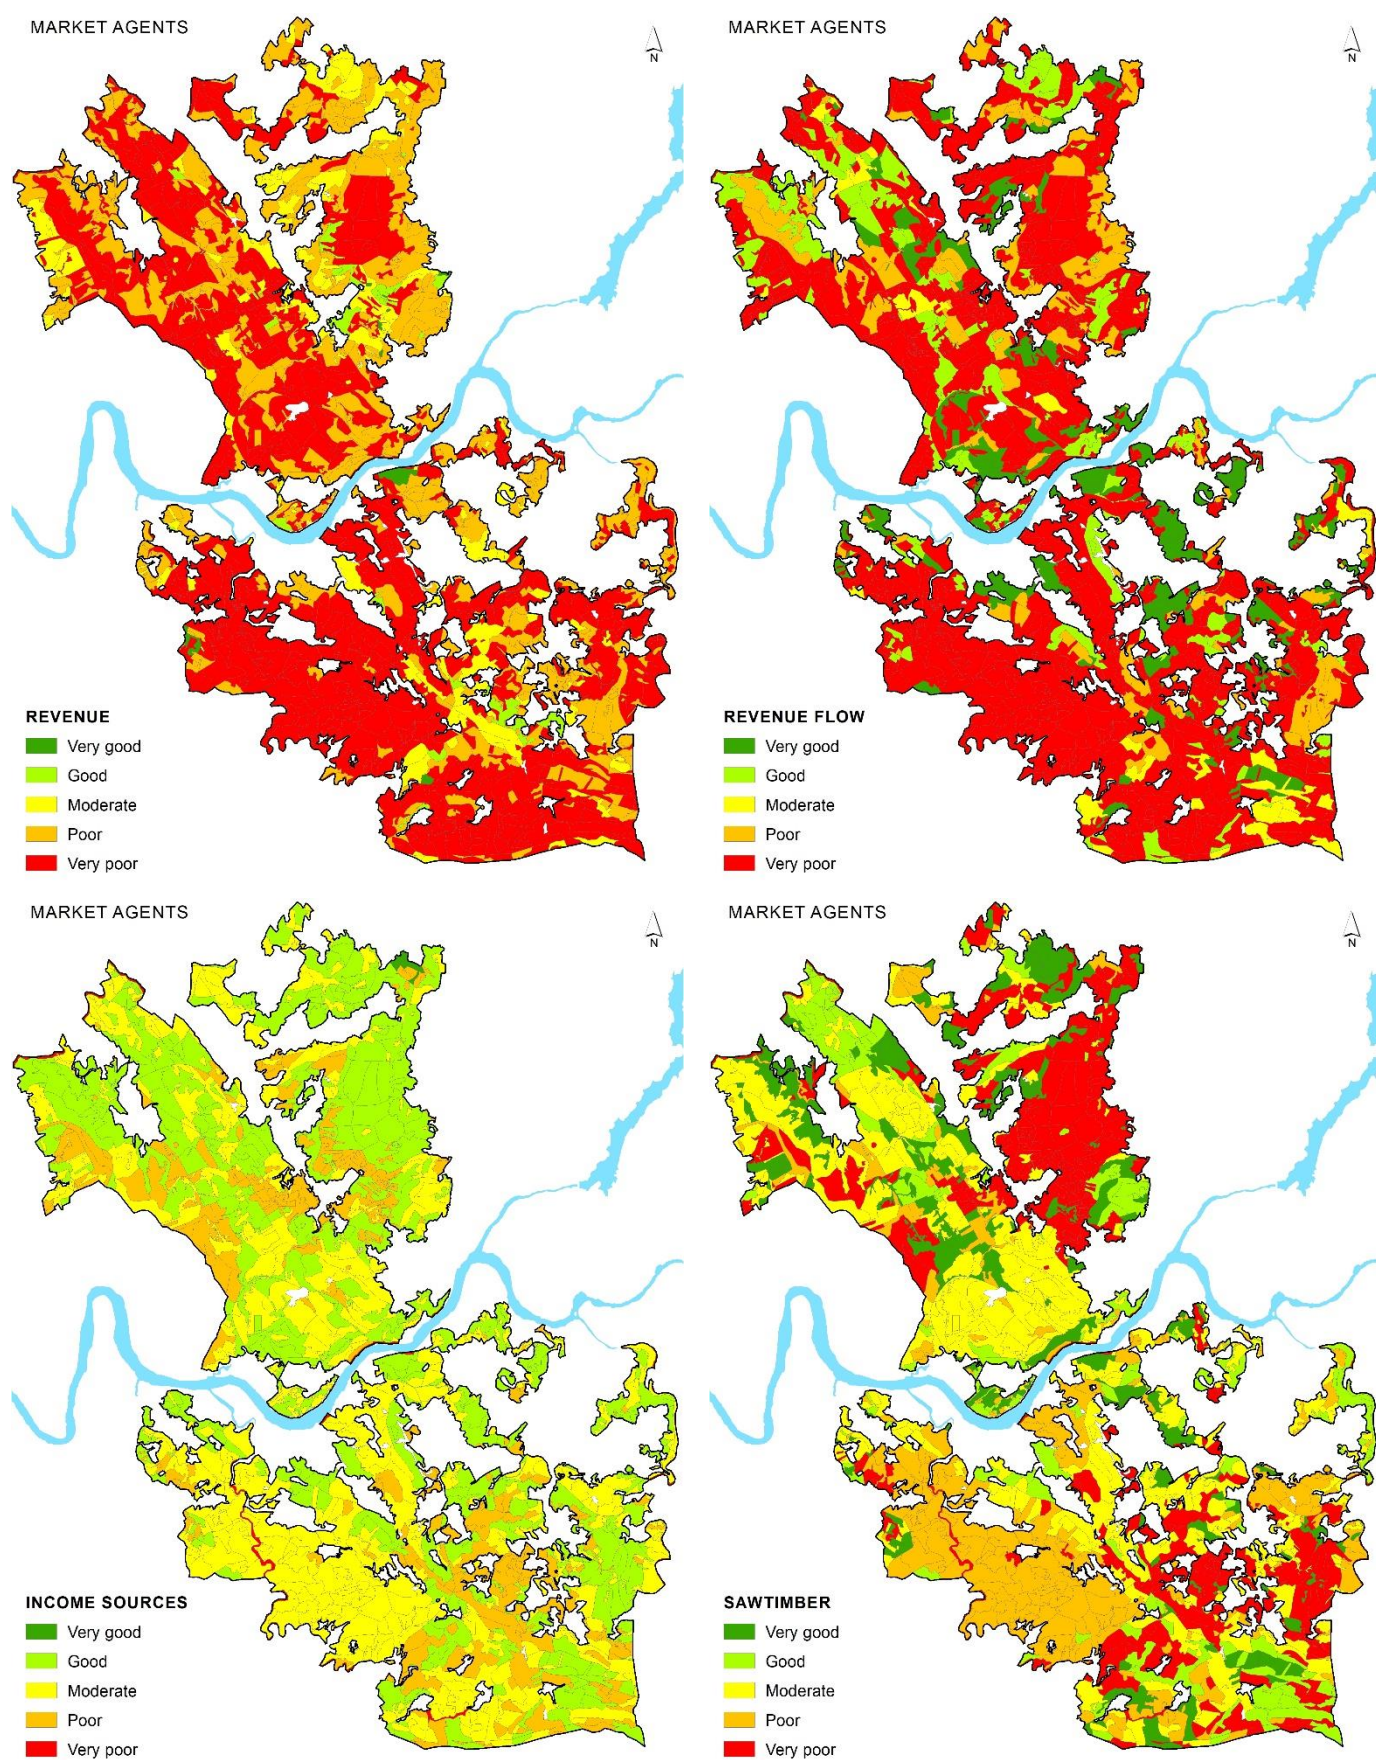 MARKET AGENTS
N
REVENUE
Very good
Good
Moderate
Poor
Very poor
MARKET AGENTS
N
REVENUE FLOW
Very good
Good
Moderate
Poor
Very poor
MARKET AGENTS
N
INCOME SOURCES
Very good
Good
Moderate
Poor
Very poor
MARKET AGENTS
N
SAWTIMBER
Very good
Good
Moderate
Poor
Very poor